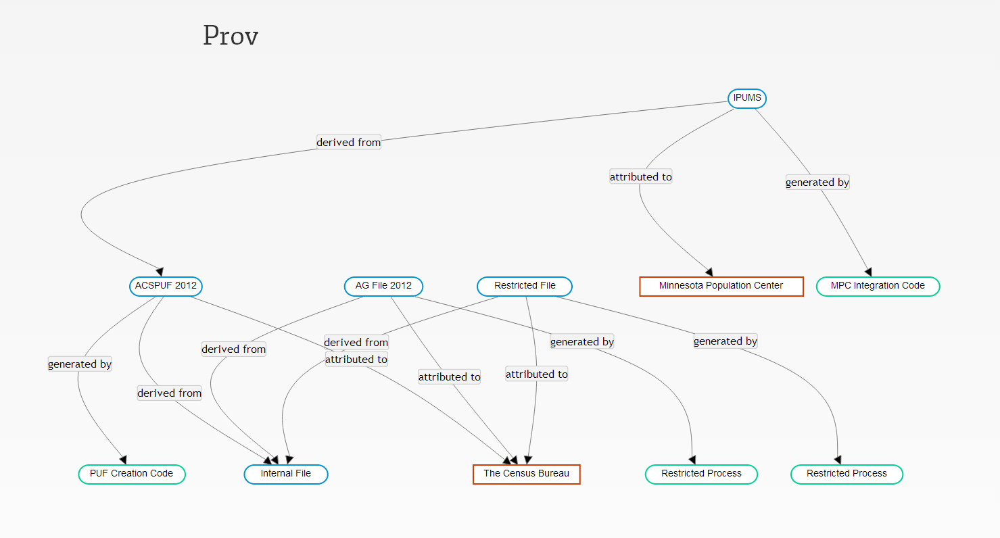 Prov
IPUMS
derived from
attributed to
generated by
ACSPUF 2012
AG File 2012
Restricted File
Minnesota Population Center
MPC Integration Code
derived from
generated by
generated by
derived from
attributed to
generated by
attributed to
attributed to
derived from
PUF Creation Code
Internal File
The Census Bureau
Restricted Process
Restricted Process